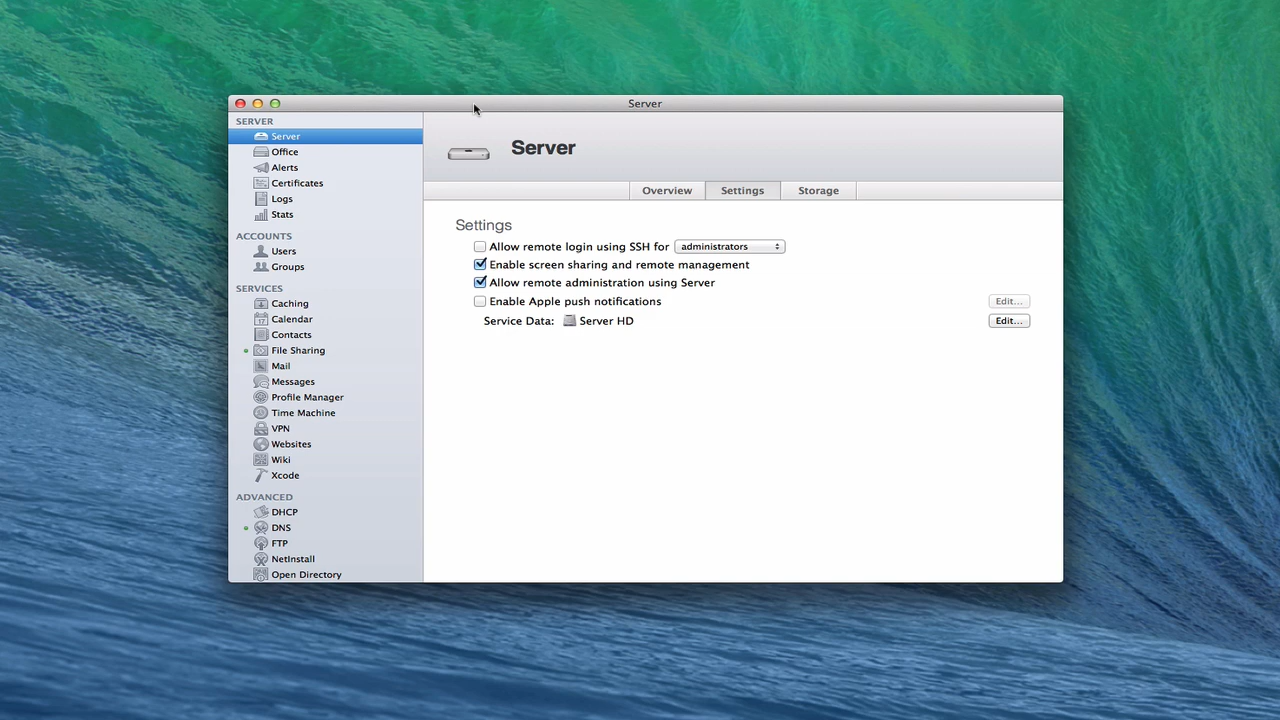 Server
SERVER
Server
Office
Alerts
Certificates
Logs
Stats
ACCOUNTS
Users
Groups
SERVICES
Caching
Calendar
Contacts
File Sharing
Mail
Messages
Profile Manager
Time Machine
VPN
Websites
Wiki
Xcode
ADVANCED
DHCP
DNS
FTP
NetInstall
Open Directory
Server
Overview Settings Storage
Settings
Allow remote login using SSH for administrators
Enable screen sharing and remote management
Allow remote administration using Server
Enable Apple push notifications Edit...
Service Data: Server HD Edit...